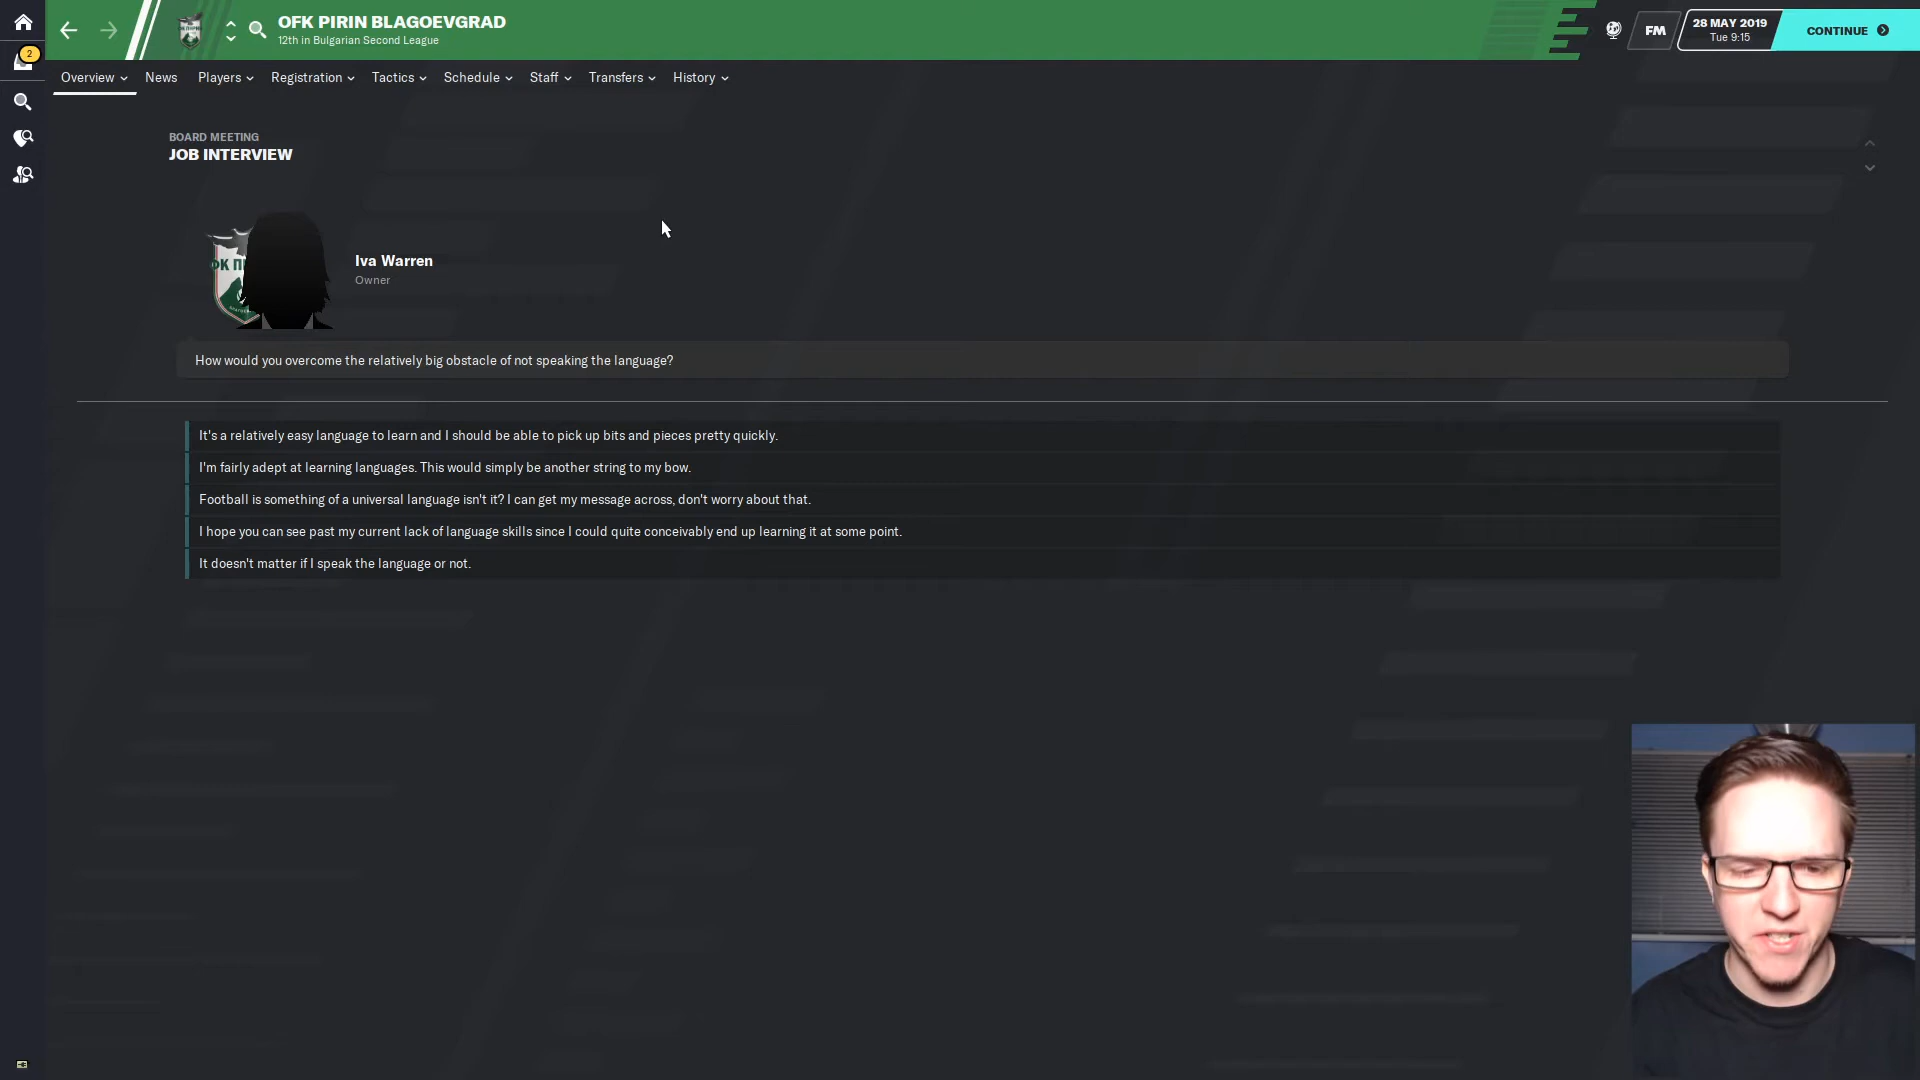 OFK PIRIN BLAGOEVGRAD
12th in Bulgarian Second League
FM
28 MAY 2019
Tue 9:15
CONTINUE
2
Overview
News
Players
Registration
Tactics
Schedule
Staff
Transfers
History
BOARD MEETING
JOB INTERVIEW
Iva Warren
Owner
How would you overcome the relatively big obstacle of not speaking the language?
It's a relatively easy language to learn and I should be able to pick up bits and pieces pretty quickly.
I'm fairly adept at learning languages. This would simply be another string to my bow.
Football is something of a universal language isn't it? I can get my message across, don't worry about that.
I hope you can see past my current lack of language skills since I could quite conceivably end up learning it at some point.
It doesn't matter if I speak the language or not.